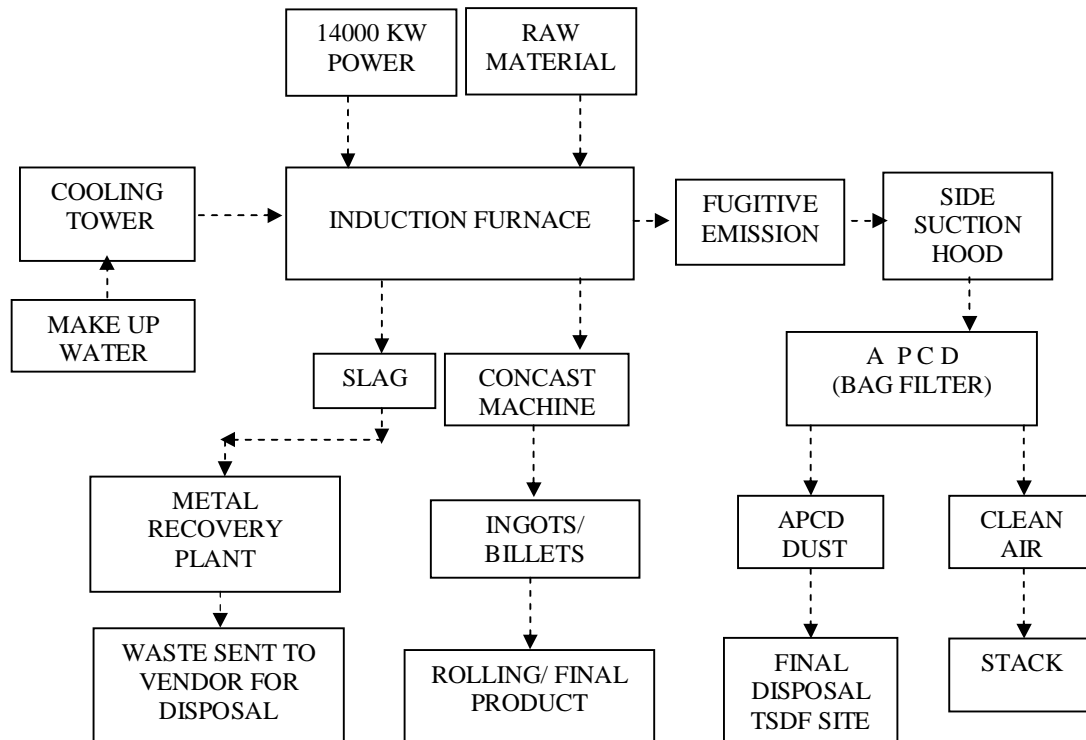 14000 KW
POWER
RAW
MATERIAL
COOLING
TOWER
INDUCTION FURNACE
FUGITIVE
EMISSION
SIDE
SUCTION
HOOD
MAKE UP
WATER
SLAG
CONCAST
MACHINE
A P C D
(BAG FILTER)
METAL
RECOVERY
PLANT
INGOTS/
BILLETS
APCD
DUST
CLEAN
AIR
WASTE SENT TO
VENDOR FOR
DISPOSAL
ROLLING/ FINAL
PRODUCT
FINAL
DISPOSAL
TSDF SITE
STACK